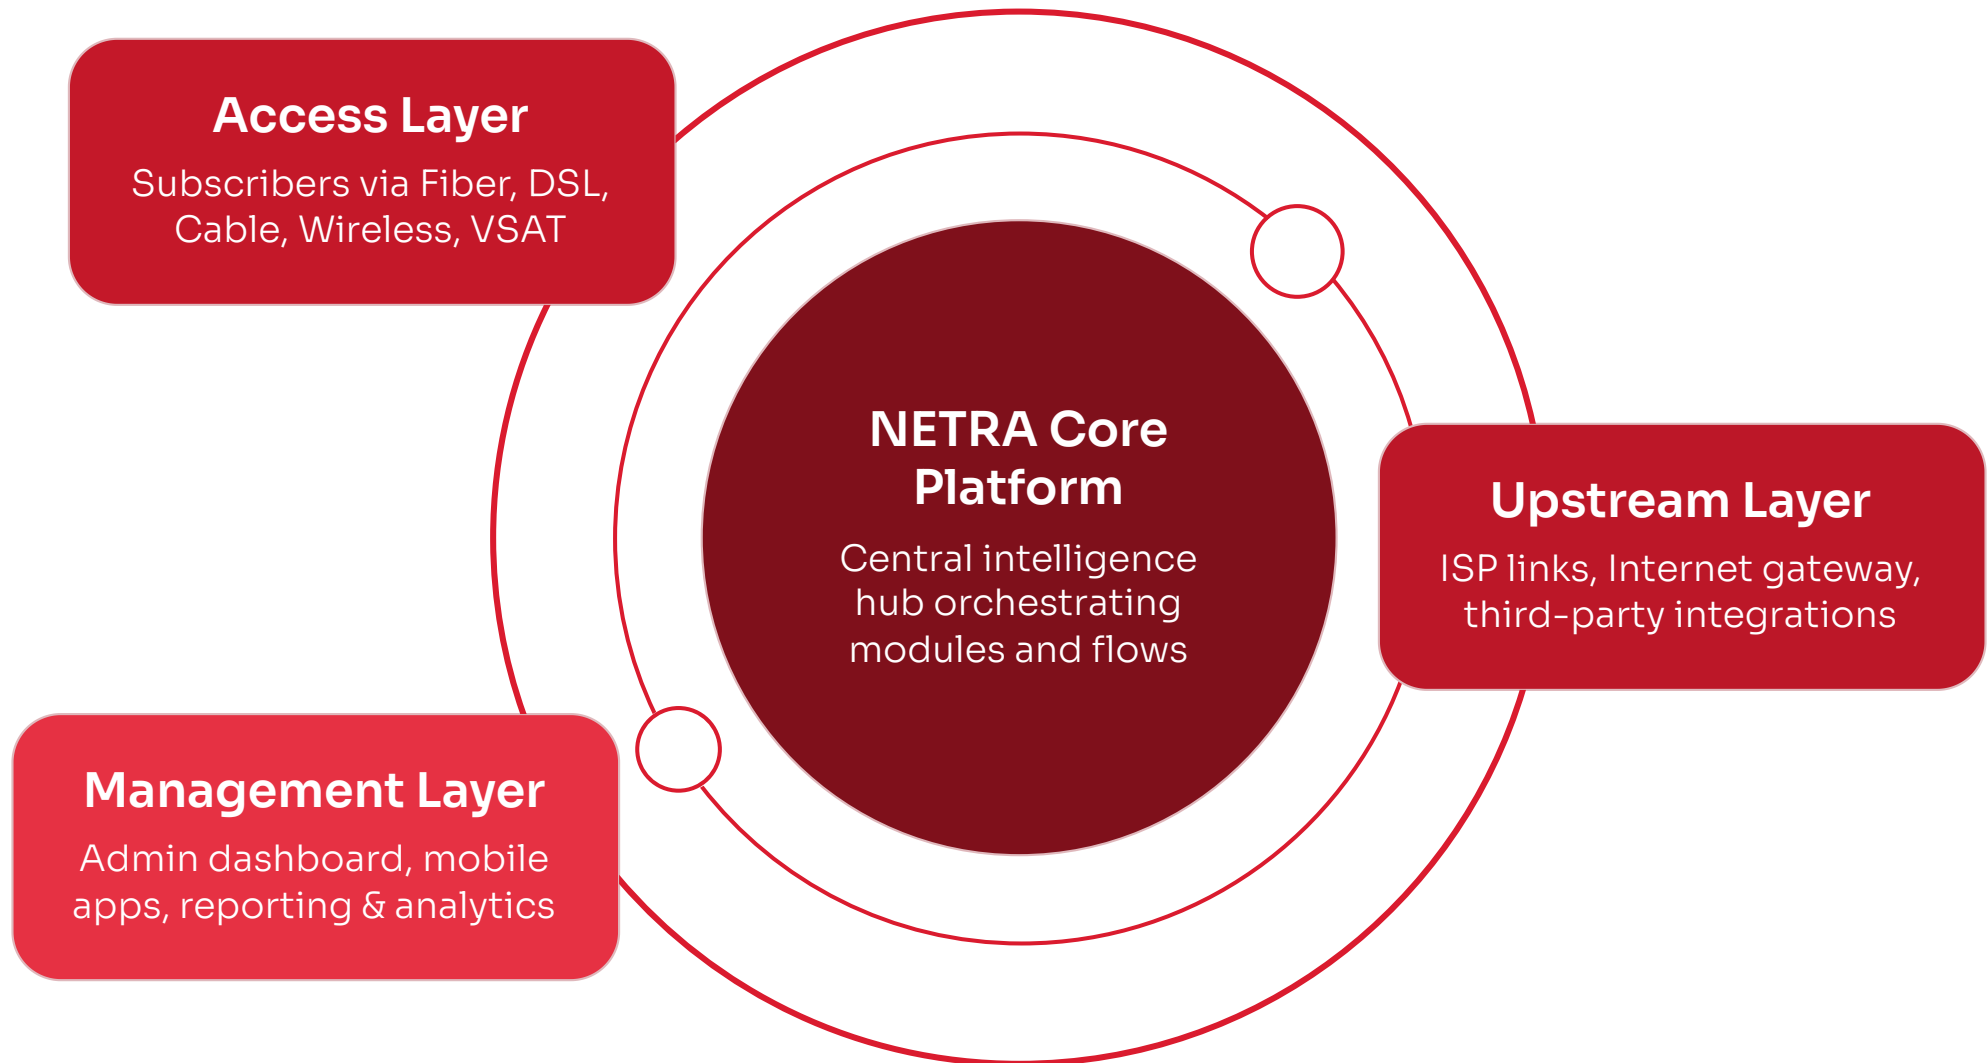 Access Layer
Subscribers via Fiber, DSL,
Cable, Wireless, VSAT
NETRA Core
Platform
Central intelligence
hub orchestrating
modules and flows
Upstream Layer
ISP links, Internet gateway,
third-party integrations
Management Layer
Admin dashboard, mobile
apps, reporting & analytics